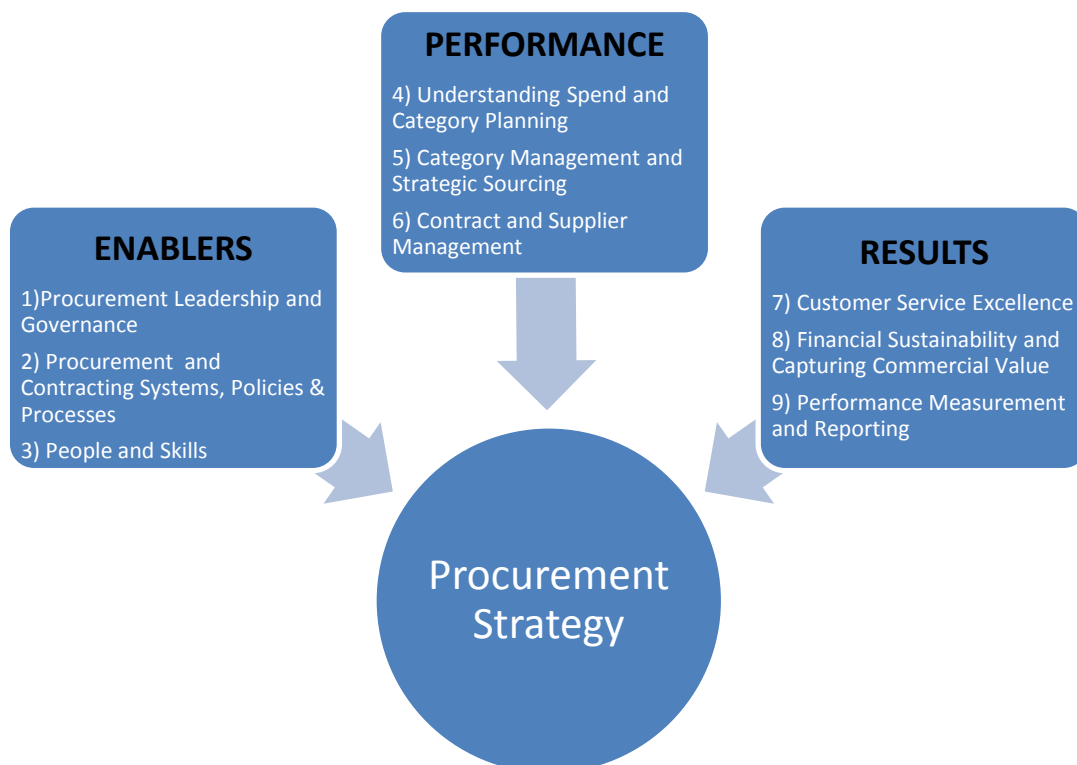 PERFORMANCE
4) Understanding Spend and
Category Planning
5) Category Management and
Strategic Sourcing
6) Contract and Supplier
Management
ENABLERS
1)Procurement Leadership and
Governance
2) Procurement and
Contracting Systems, Policies &
Processes
3) People and Skills
RESULTS
7) Customer Service Excellence
8) Financial Sustainability and
Capturing Commercial Value
9) Performance Measurement
and Reporting
Procurement
Strategy